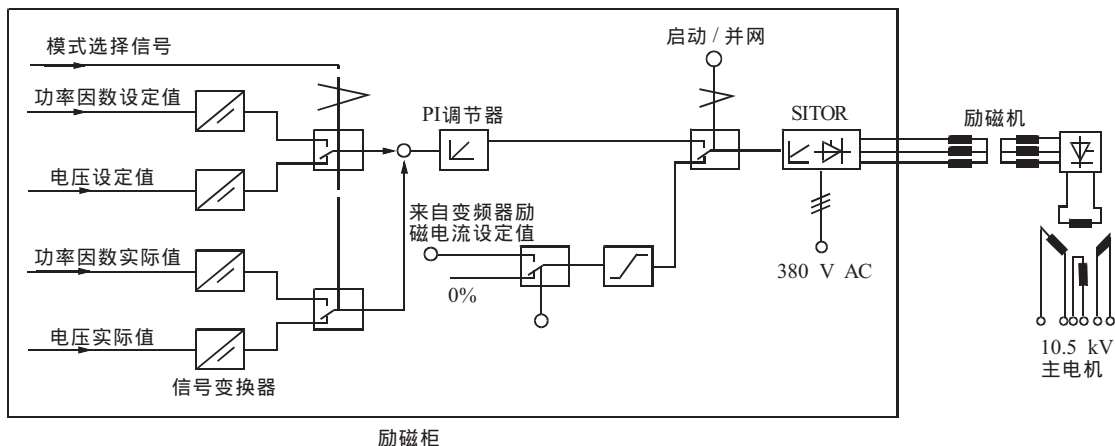 模式选择信号
启动 / 并网
功率因数设定值
PI调节器
SITOR
励磁机
电压设定值
来自变频器励
磁电流设定值
功率因数实际值
0%
380 V AC
电压实际值
10.5 kV
主电机
信号变换器
励磁柜